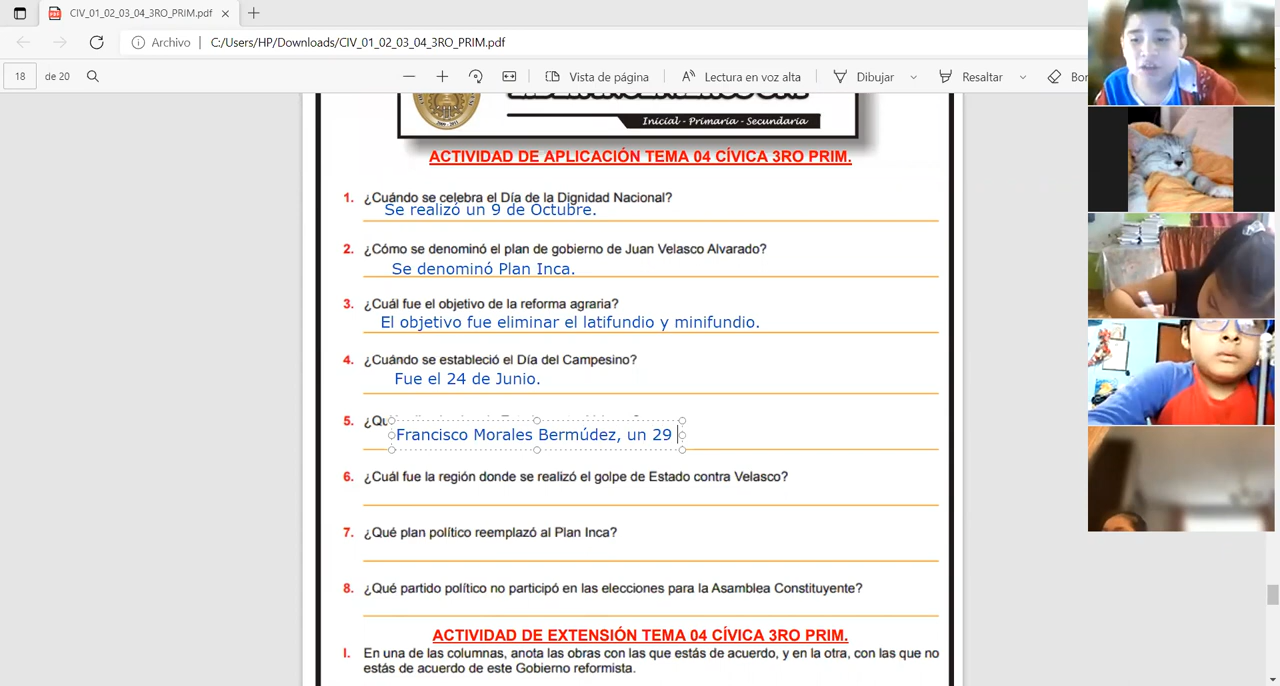 CIV_01_02_03_04_3RO_PRIM.pdf
Archivo | C:/Users/HP/Downloads/CIV_01_02_03_04_3RO_PRIM.pdf
18 de 20 Vista de página Lectura en voz alta Dibujar Resaltar
Inicial - Primaria - Secundaria
ACTIVIDAD DE APLICACIÓN TEMA 04 CÍVICA 3RO PRIM.
1. ¿Cuándo se celebra el Día de la Dignidad Nacional?
Se realizó un 9 de Octubre.
2. ¿Cómo se denominó el plan de gobierno de Juan Velasco Alvarado?
Se denominó Plan Inca.
3. ¿Cuál fue el objetivo de la reforma agraria?
El objetivo fue eliminar el latifundio y minifundio.
4. ¿Cuándo se estableció el Día del Campesino?
Fue el 24 de Junio.
5.
Francisco Morales Bermúdez, un 29
6. ¿Cuál fue la región donde se realizó el golpe de Estado contra Velasco?
7. ¿Qué plan político reemplazó al Plan Inca?
8. ¿Qué partido político no participó en las elecciones para la Asamblea Constituyente?
ACTIVIDAD DE EXTENSIÓN TEMA 04 CÍVICA 3RO PRIM.
I. En una de las columnas, anota las obras con las que estás de acuerdo, y en la otra, con las que no
estás de acuerdo de este Gobierno reformista.